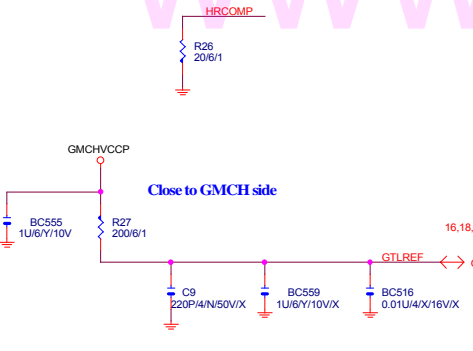 HRCOMP
R26
20/6/1
GMCHVCCP
Close to GMCH side
BC555
1U/6/Y/10V
R27
200/6/1
16,18,
GTLREF
C9
220P/4/N/50V/X
BC559
1U/6/Y/10V/X
BC516
0.01U/4/X/16V/X